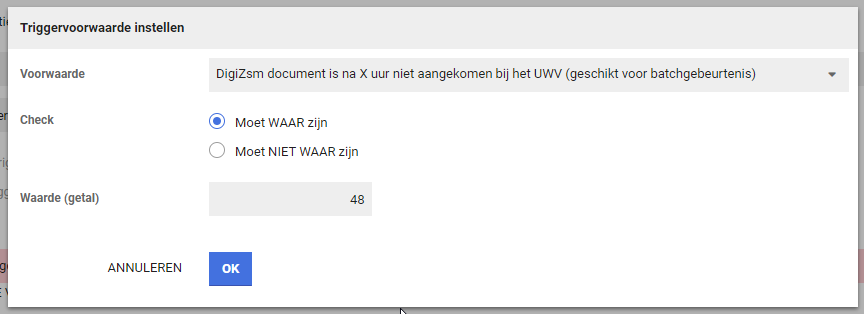 Triggervoorwaarde instellen
Voorwaarde DigiZsm document is na X uur niet aangekomen bij het UWV (geschikt voor batchgebeurtenis)
Check Moet WAAR zijn
Moet NIET WAAR zijn
Waarde (getal) 48
ANNULEREN OK